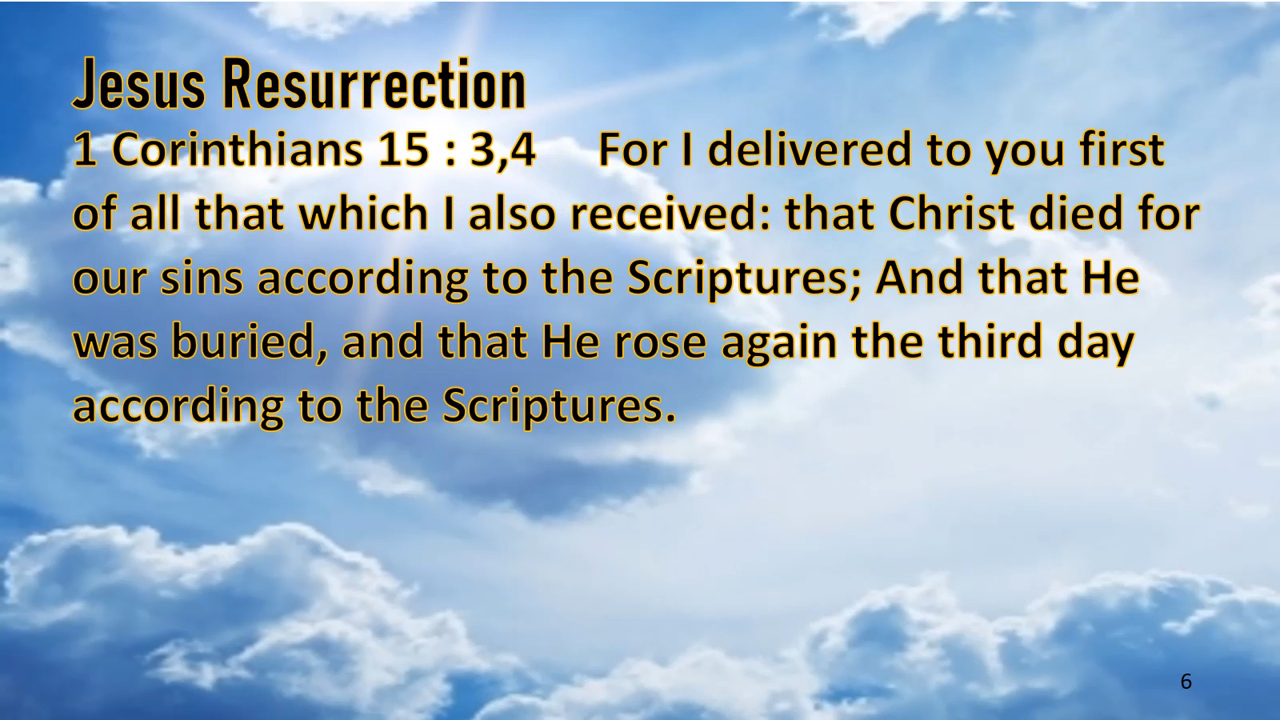 Jesus Resurrection
1 Corinthians 15 : 3,4 For I delivered to you first
of all that which I also received: that Christ died for
our sins according to the Scriptures; And that He
was buried, and that He rose again the third day
according to the Scriptures.
6